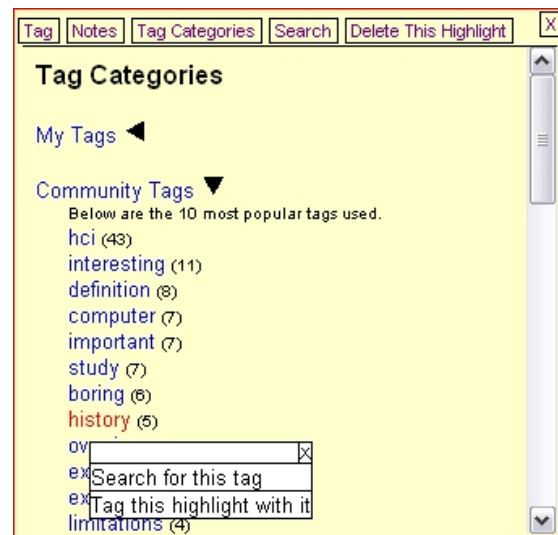 Tag Notes Tag Categories Search Delete This Highlight X
Tag Categories
My Tags
Community Tags
Below are the 10 most popular tags used.
hci (43)
interesting (11)
definition (8)
computer (7)
important (7)
study (7)
boring (6)
history (5)
X
Search for this tag
Tag this highlight with it
limitations (4)